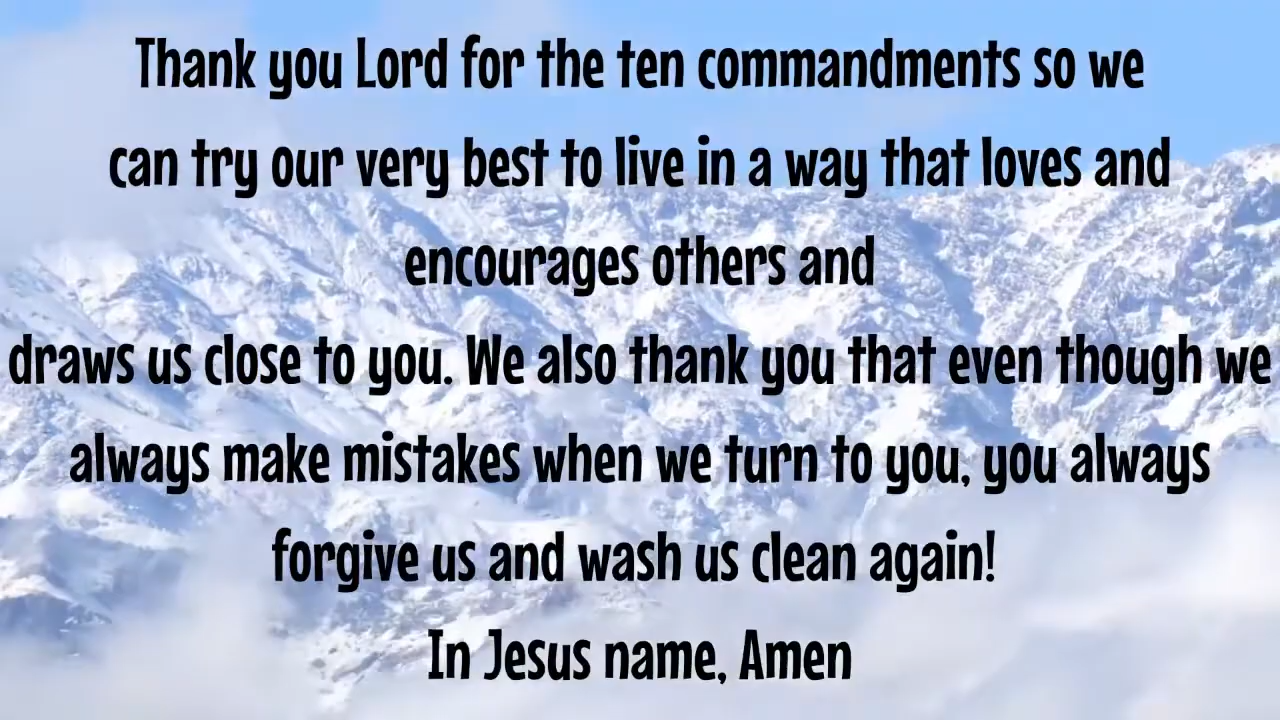 Thank you Lord for the ten commandments so we
can try our very best to live in a way that loves and
encourages others and
draws us close to you. We also thank you that even though we
always make mistakes when we turn to you, you always
forgive us and wash us clean again!
In Jesus name, Amen